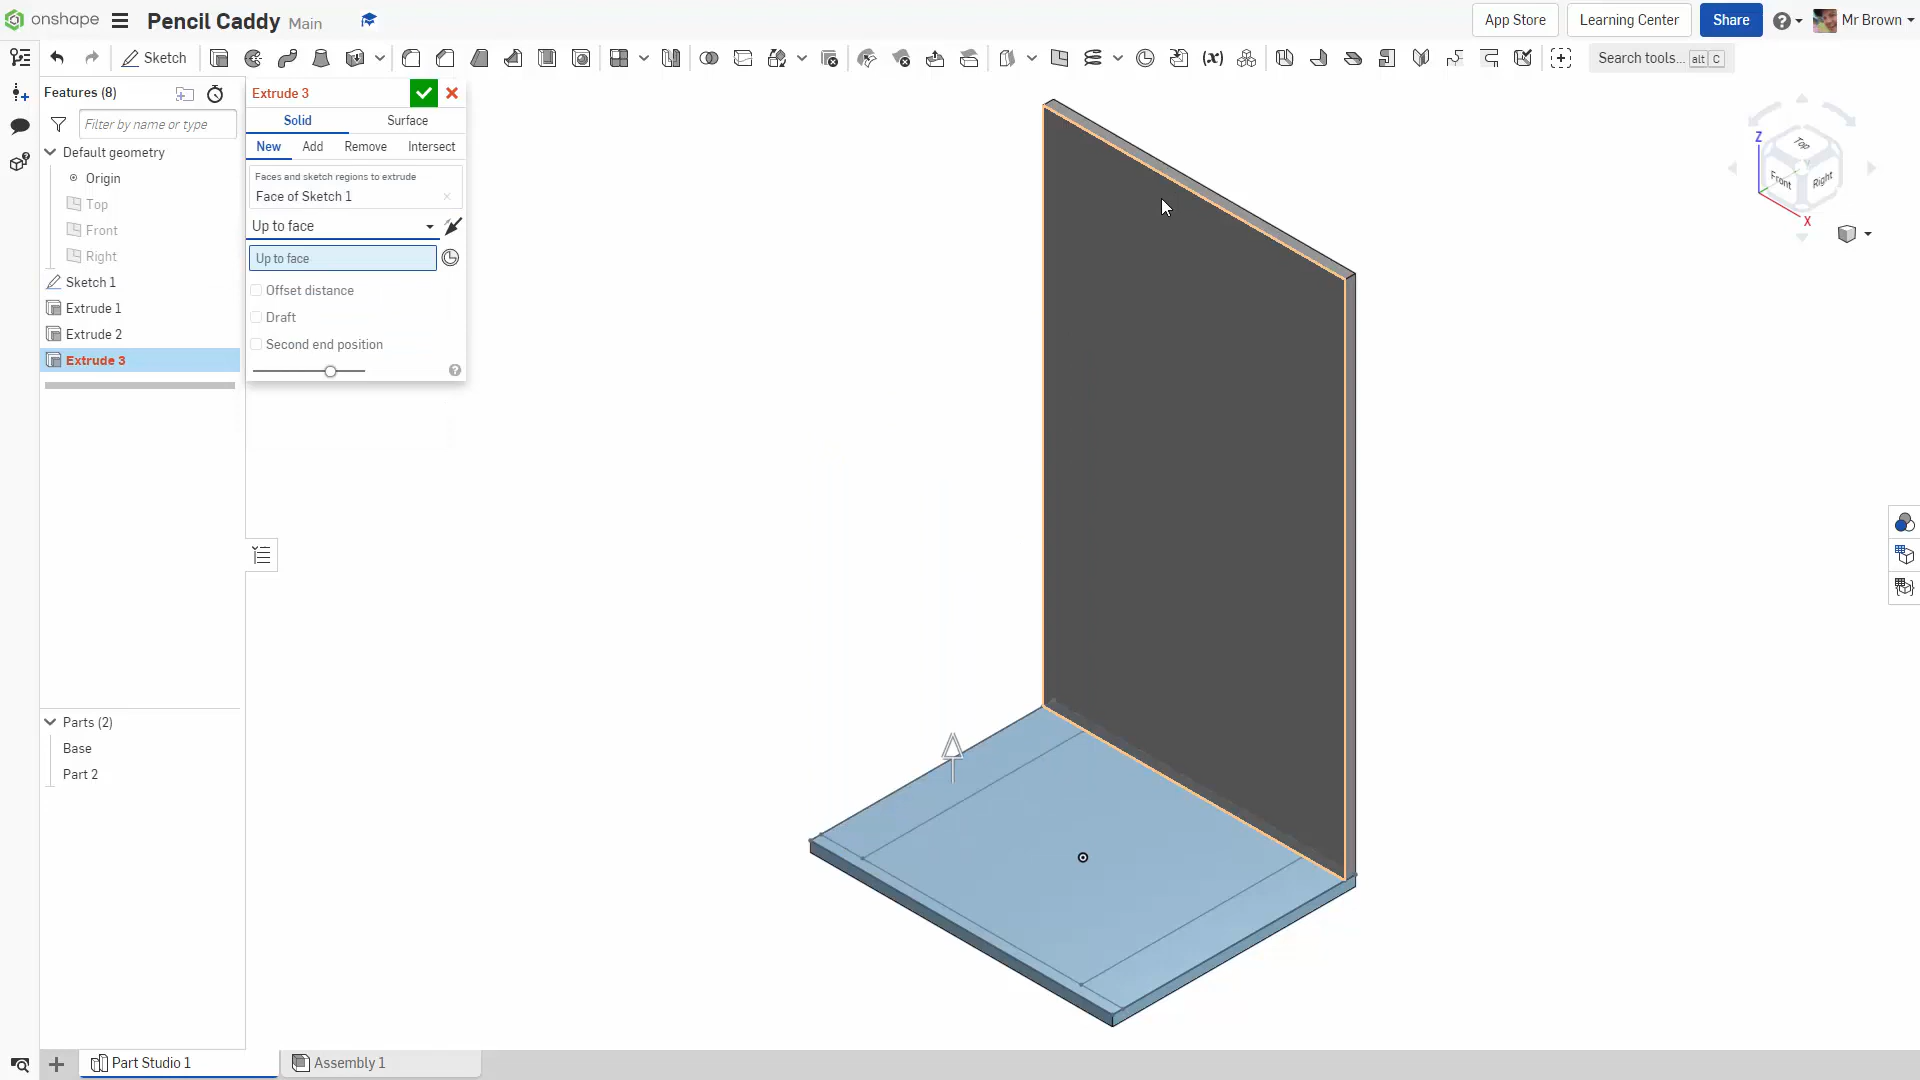 onshape Pencil Caddy Main App Store Learning Center Share Mr Brown
Sketch Search tools... alt C
Features (8)
Filter by name or type
Default geometry
Origin
Top
Front
Right
Sketch 1
Extrude 1
Extrude 2
Extrude 3
Parts (2)
Base
Part 2
Extrude 3
Solid Surface
New Add Remove Intersect
Faces and sketch regions to extrude
Face of Sketch 1
Up to face
Up to face
Offset distance
Draft
Second end position
Z
Top
Front Right
X
Part Studio 1 Assembly 1